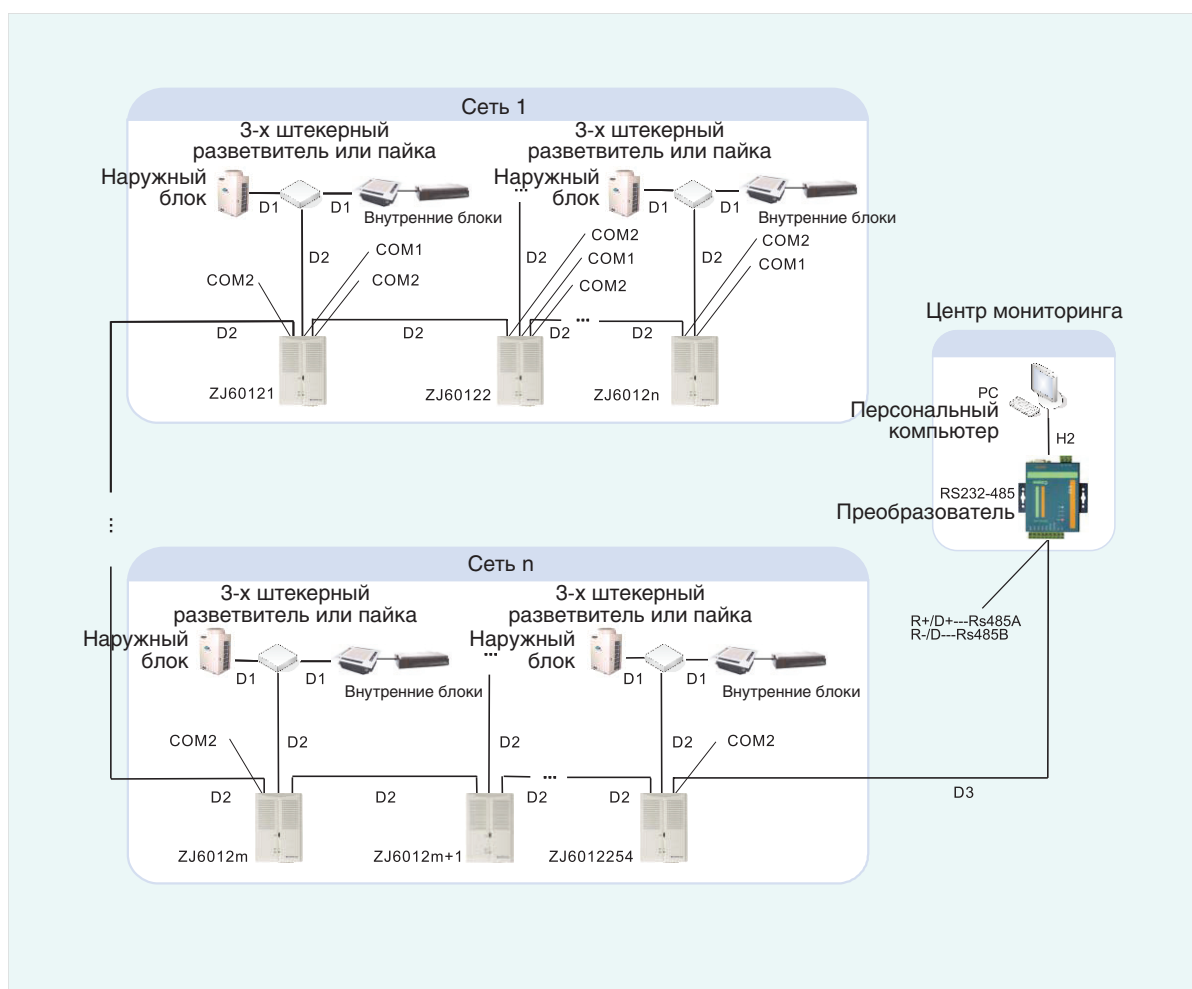 Сеть 1
3-х штекерный
разветвитель или пайка
3-х штекерный
разветвитель или пайка
Наружный
блок
D1
D1
Внутренние блоки
...
Наружный
блок
D1
D1
Внутренние блоки
COM2
D2
COM1
COM2
D2
COM2
COM1
COM2
D2
COM2
COM1
D2
D2
D2
...
D2
ZJ60121
ZJ60122
ZJ6012n
Центр мониторинга
PC
Персональный
компьютер
H2
RS232-485
Преобразователь
R+/D+---Rs485A
R-/D---Rs485B
...
Сеть n
3-х штекерный
разветвитель или пайка
3-х штекерный
разветвитель или пайка
Наружный
блок
D1
D1
Внутренние блоки
...
Наружный
блок
D1
D1
Внутренние блоки
COM2
D2
D2
D2
COM2
D2
D2
D2
...
D2
D3
ZJ6012m
ZJ6012m+1
ZJ6012254